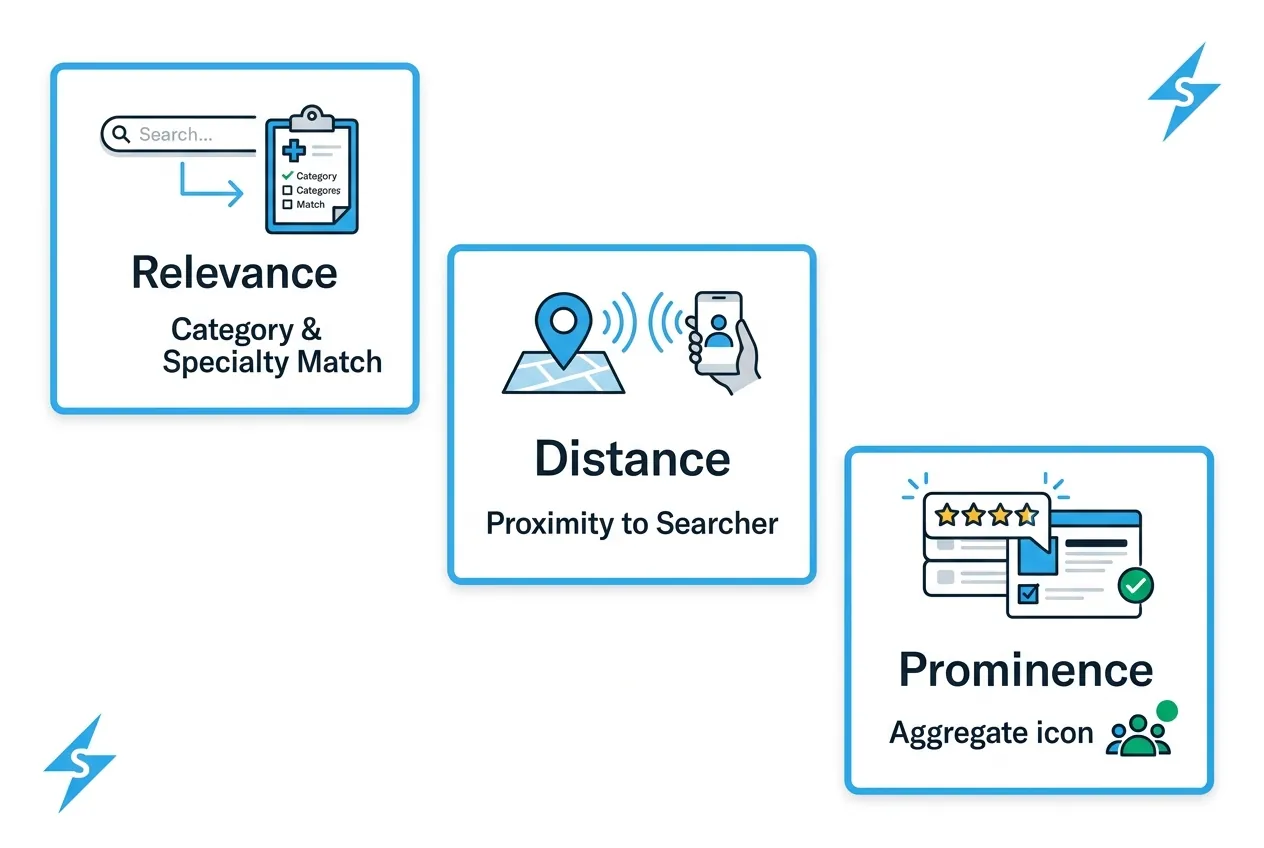 S
Search...
Category
Categores
Match
Relevance
Category &
Specialty Match
Distance
Proximity to Searcher
Prominence
Aggregate icon
S